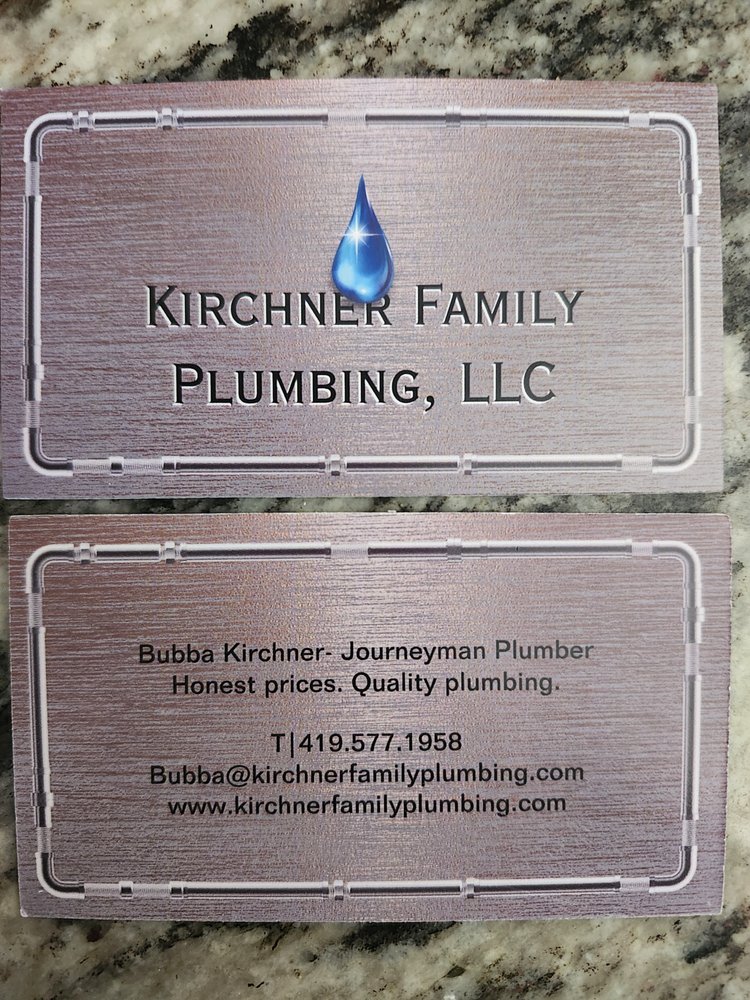 Kirchner Family
Plumbing, LLC
Bubba Kirchner- Journeyman Plumber
Honest prices. Quality plumbing.
T|419.577.1958
Bubba@kirchnerfamilyplumbing.com
www.kirchnerfamilyplumbing.com